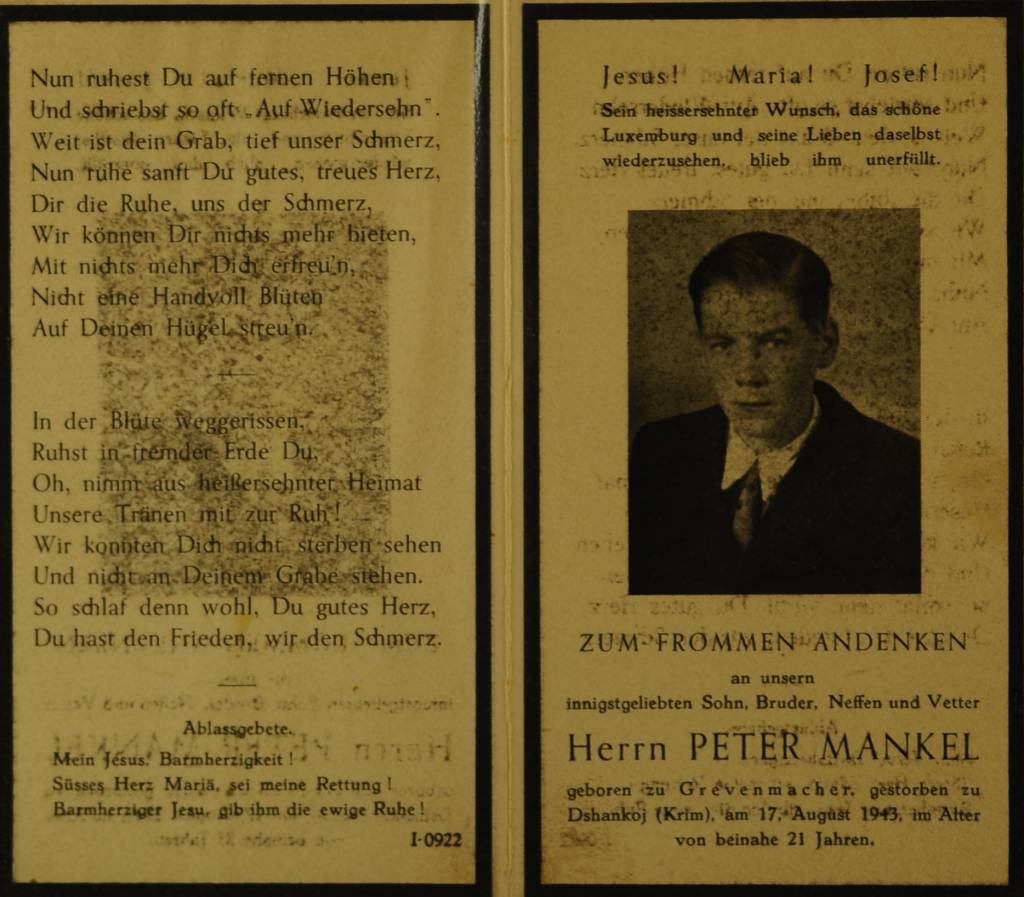 Nun ruhest Du auf fernen Höhen
Und schriebst so oft „Auf Wiedersehn".
Weit ist dein Grab, tief unser Schmerz,
Nun ruhe sanft Du gutes, treues Herz,
Dir die Ruhe, uns der Schmerz,
Wir können Dir nichts mehr bieten,
Mit nichts mehr Dich erfreu'n,
Nicht eine Handvoll Blüten
Auf Deinen Hügel streu'n.
In der Blüte weggerissen,
Ruhst in fremder Erde Du,
Oh, nimm aus heißersehnter Heimat
Unsere Tränen mit zur Ruh!
Wir konnten Dich nicht sterben sehen
Und nicht an Deinem Grabe stehen.
So schlaf denn wohl, Du gutes Herz,
Du hast den Frieden, wir den Schmerz.
Ablassgebete.
Mein Jesus, Barmherzigkeit!
Süsses Herz Mariä, sei meine Rettung!
Barmherziger Jesu, gib ihm die ewige Ruhe!
I-0922
Jesus! Maria! Josef!
Sein heissersehnter Wunsch, das schöne
Luxemburg und seine Lieben daselbst
wiederzusehen, blieb ihm unerfüllt.
ZUM FROMMEN ANDENKEN
an unsern
innigstgeliebten Sohn, Bruder, Neffen und Vetter
Herrn PETER MANKEL
geboren zu Grevenmacher, gestorben zu
Dshankoj (Krim), am 17. August 1943, im Alter
von beinahe 21 Jahren.